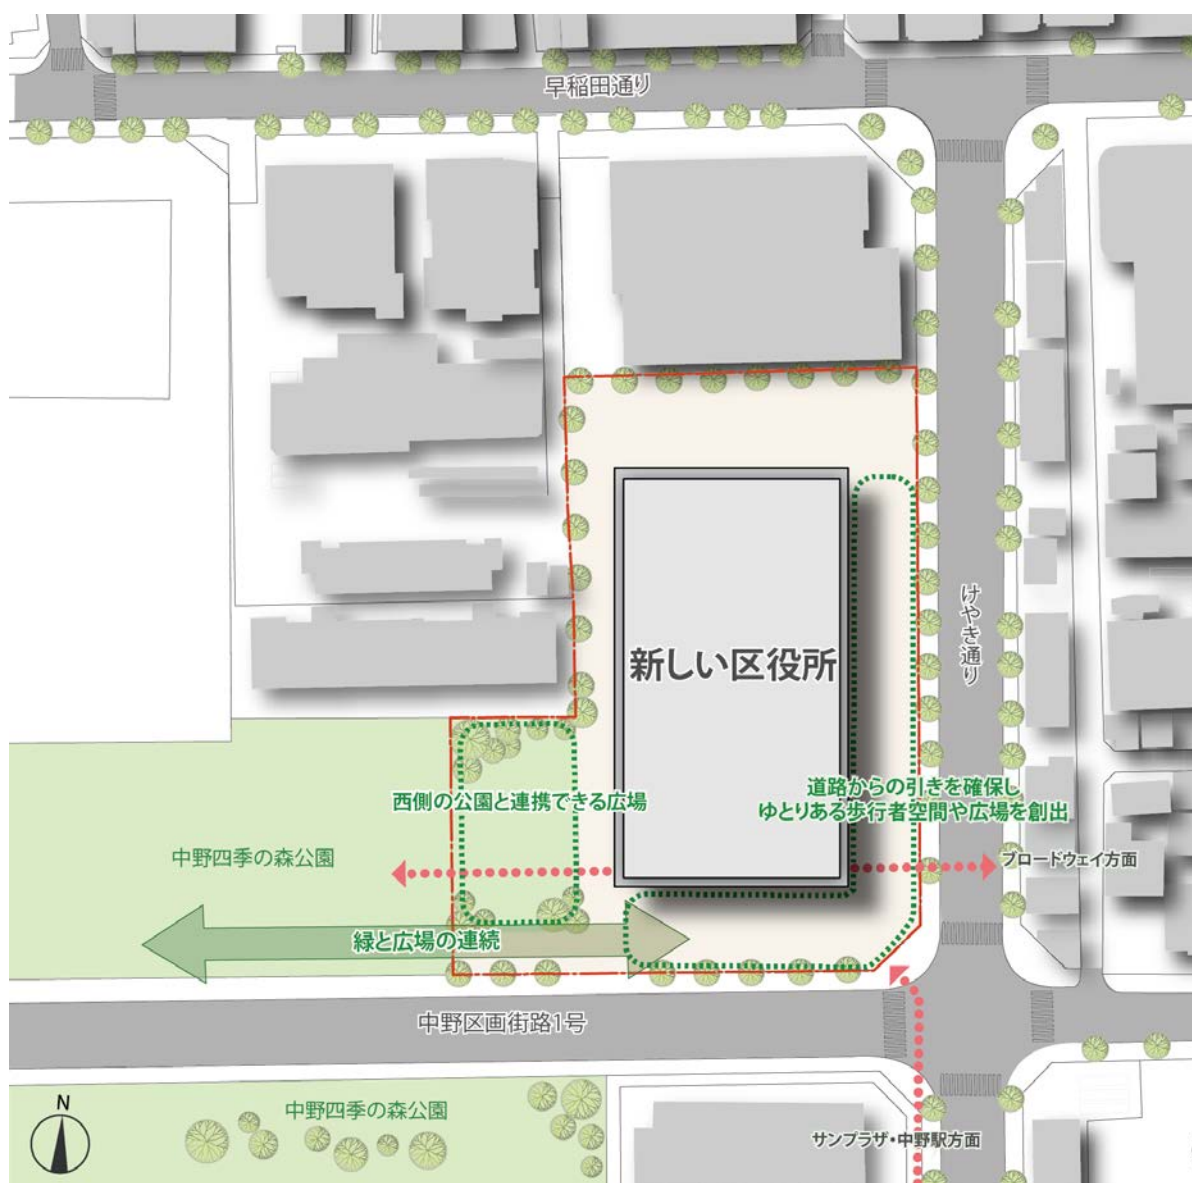 早稲田通り
けやき通り
新しい区役所
道路からの引きを確保し
ゆとりある歩行者空間や広場を創出
西側の公園と連携できる広場
中野四季の森公園
ブロードウェイ方面
緑と広場の連続
中野区画街路1号
N
中野四季の森公園
サンプラザ・中野駅方面